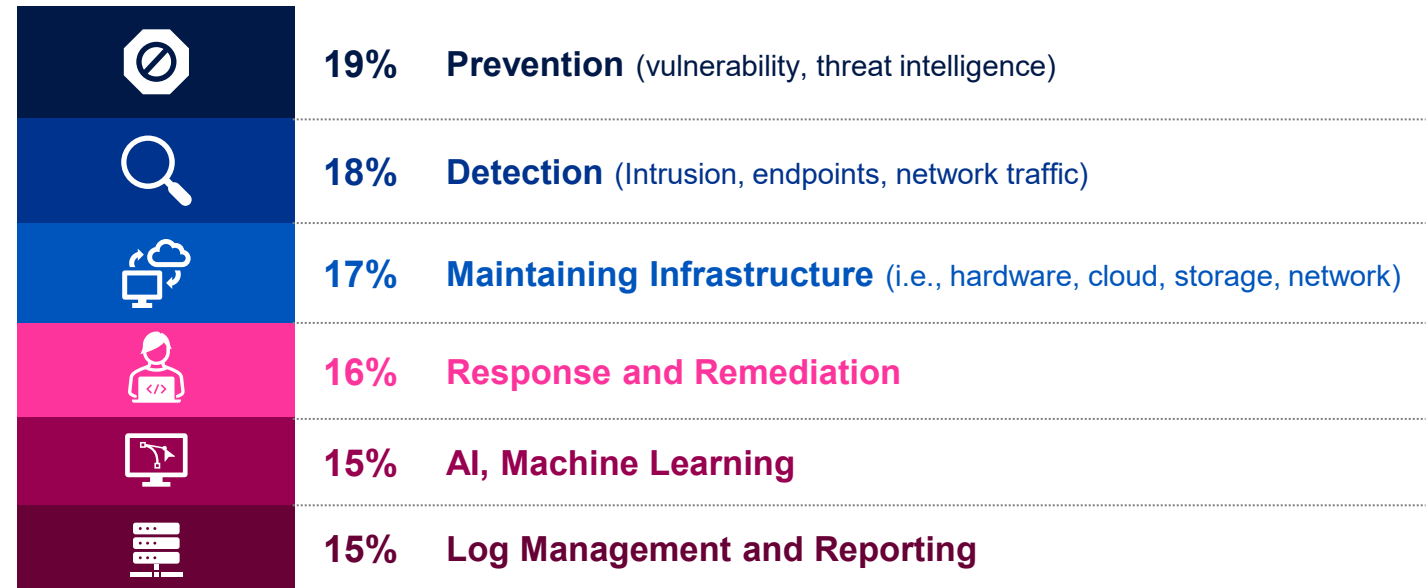 19% Prevention (vulnerability, threat intelligence)
18% Detection (Intrusion, endpoints, network traffic)
17% Maintaining Infrastructure (i.e., hardware, cloud, storage, network)
16% Response and Remediation
</>
15% AI, Machine Learning
15% Log Management and Reporting